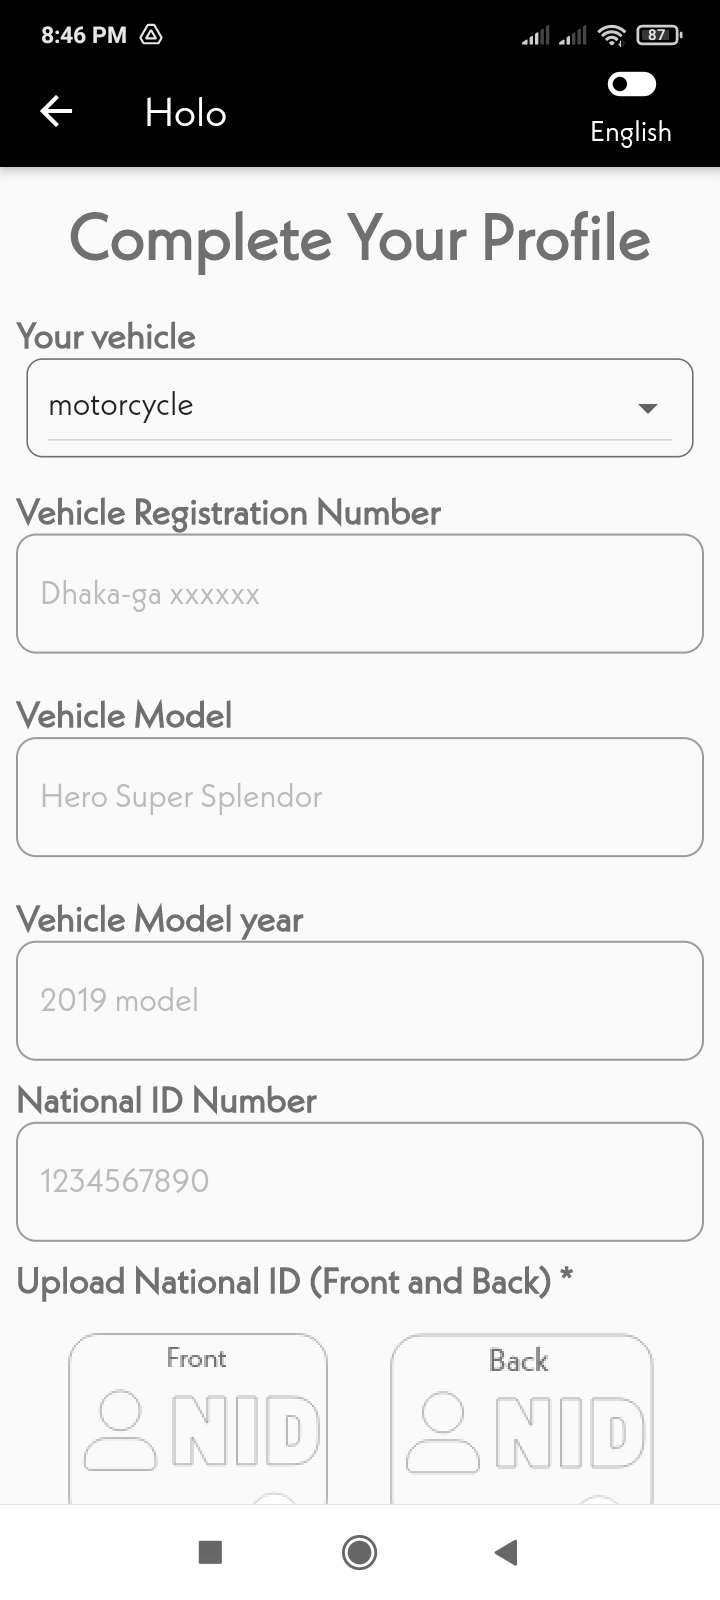 8:46 PM
87
Holo
English
Complete Your Profile
Your vehicle
motorcycle
Vehicle Registration Number
Dhaka-ga xxxxxx
Vehicle Model
Hero Super Splendor
Vehicle Model year
2019 model
National ID Number
1234567890
Upload National ID (Front and Back) *
Front
Back
NID
NID